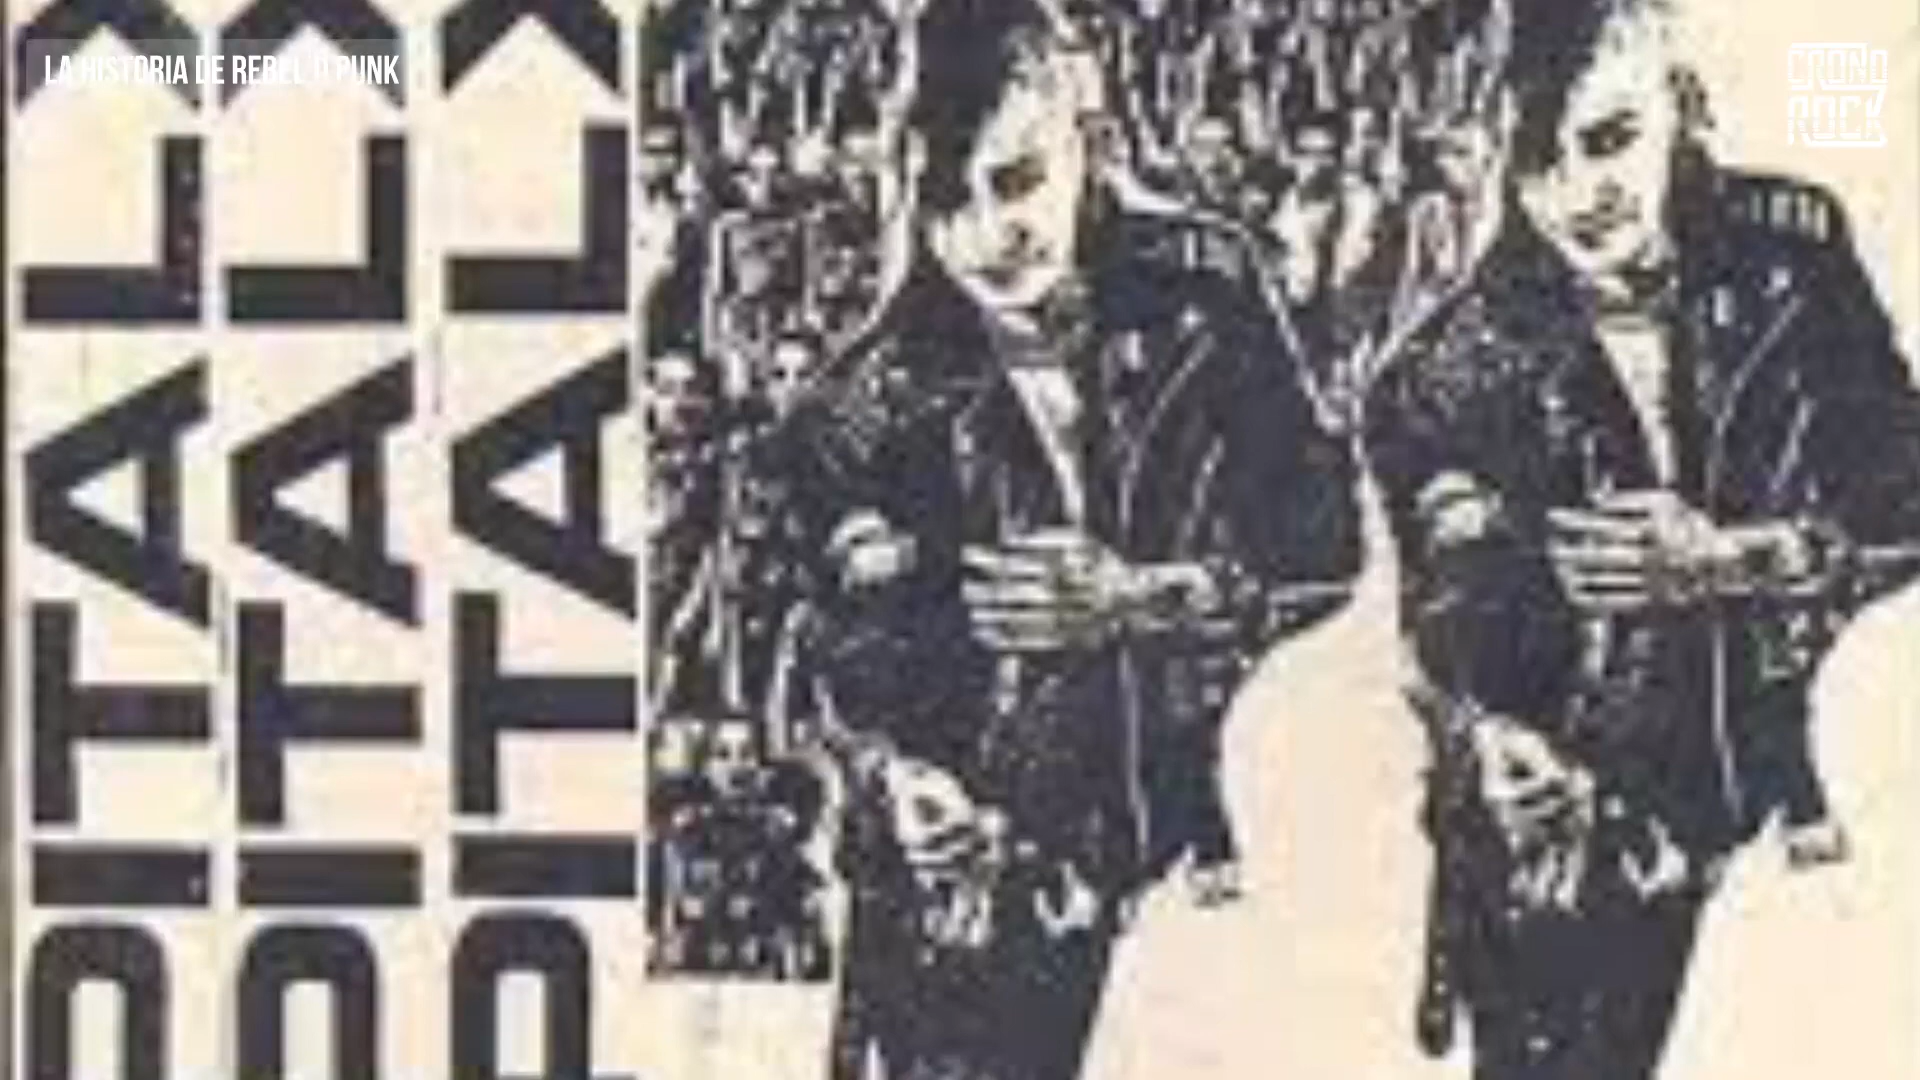 LA HISTORIA DE REBEL 'D PUNK
CRONO
ROCK
PITAL
PITAL
PITAL